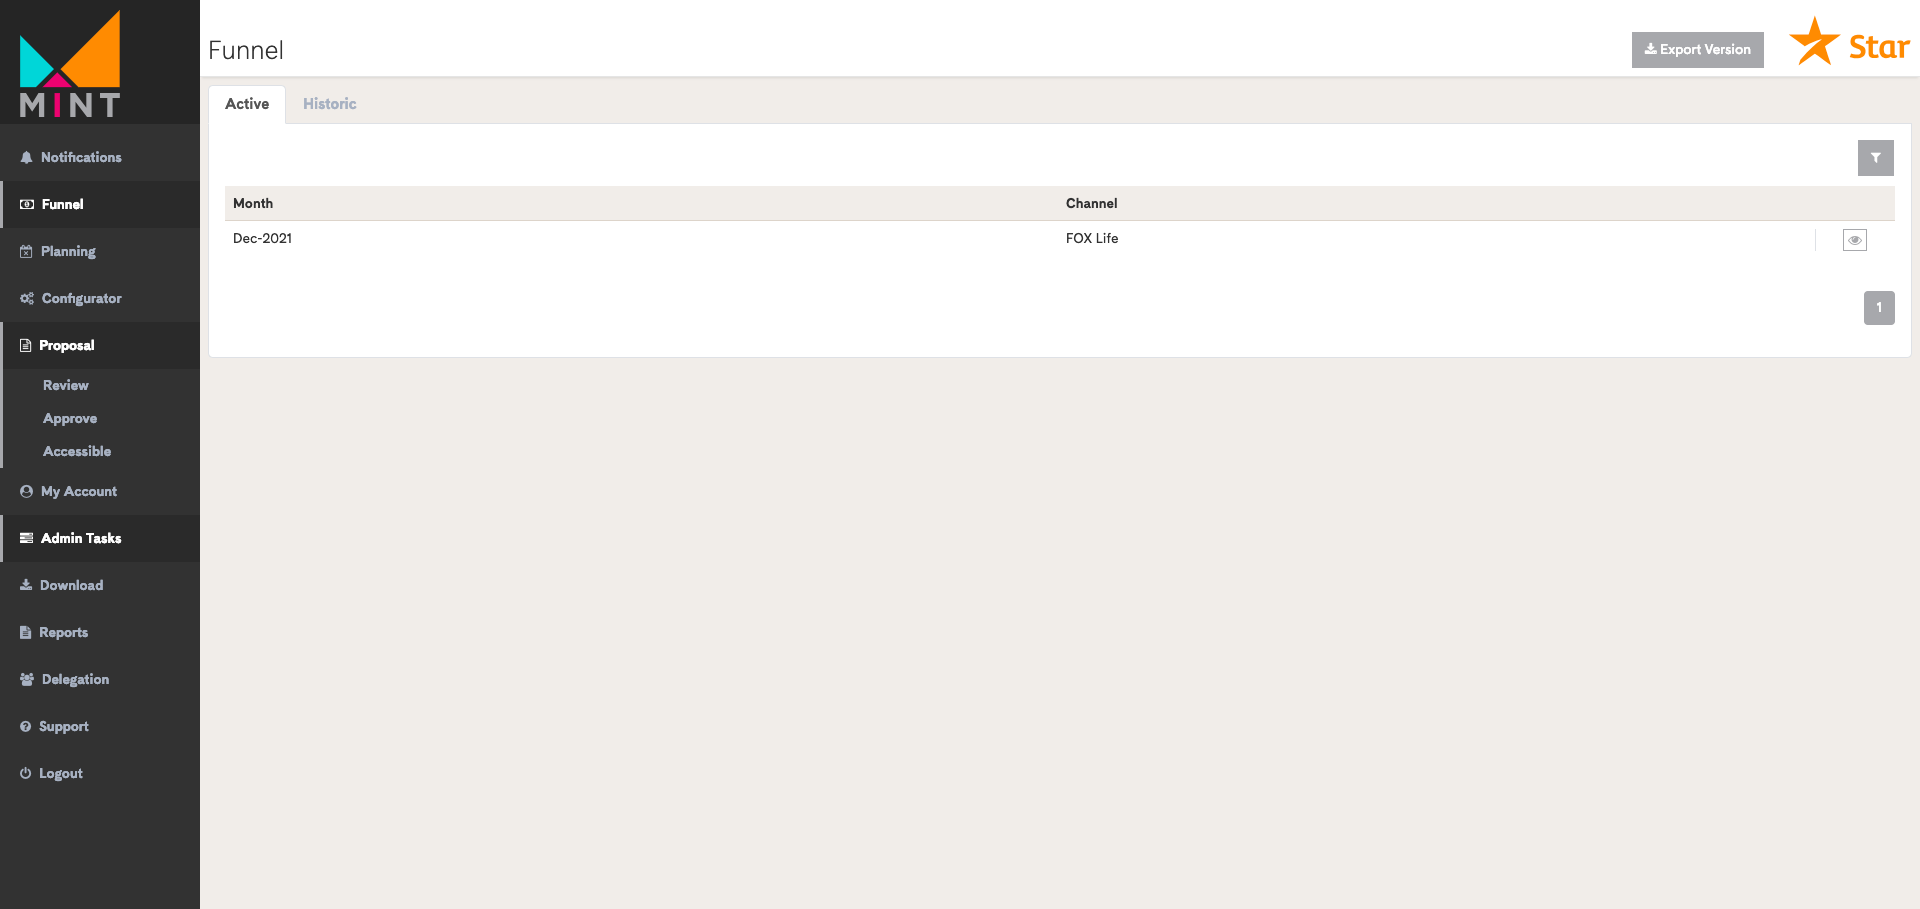 MINT
Notifications
Funnel
Planning
Configurator
Proposal
Review
Approve
Accessible
My Account
Admin Tasks
Download
Reports
Delegation
Support
Logout
Funnel
Export Version
Star
Active
Historic
Month Channel
Dec-2021 FOX Life
1